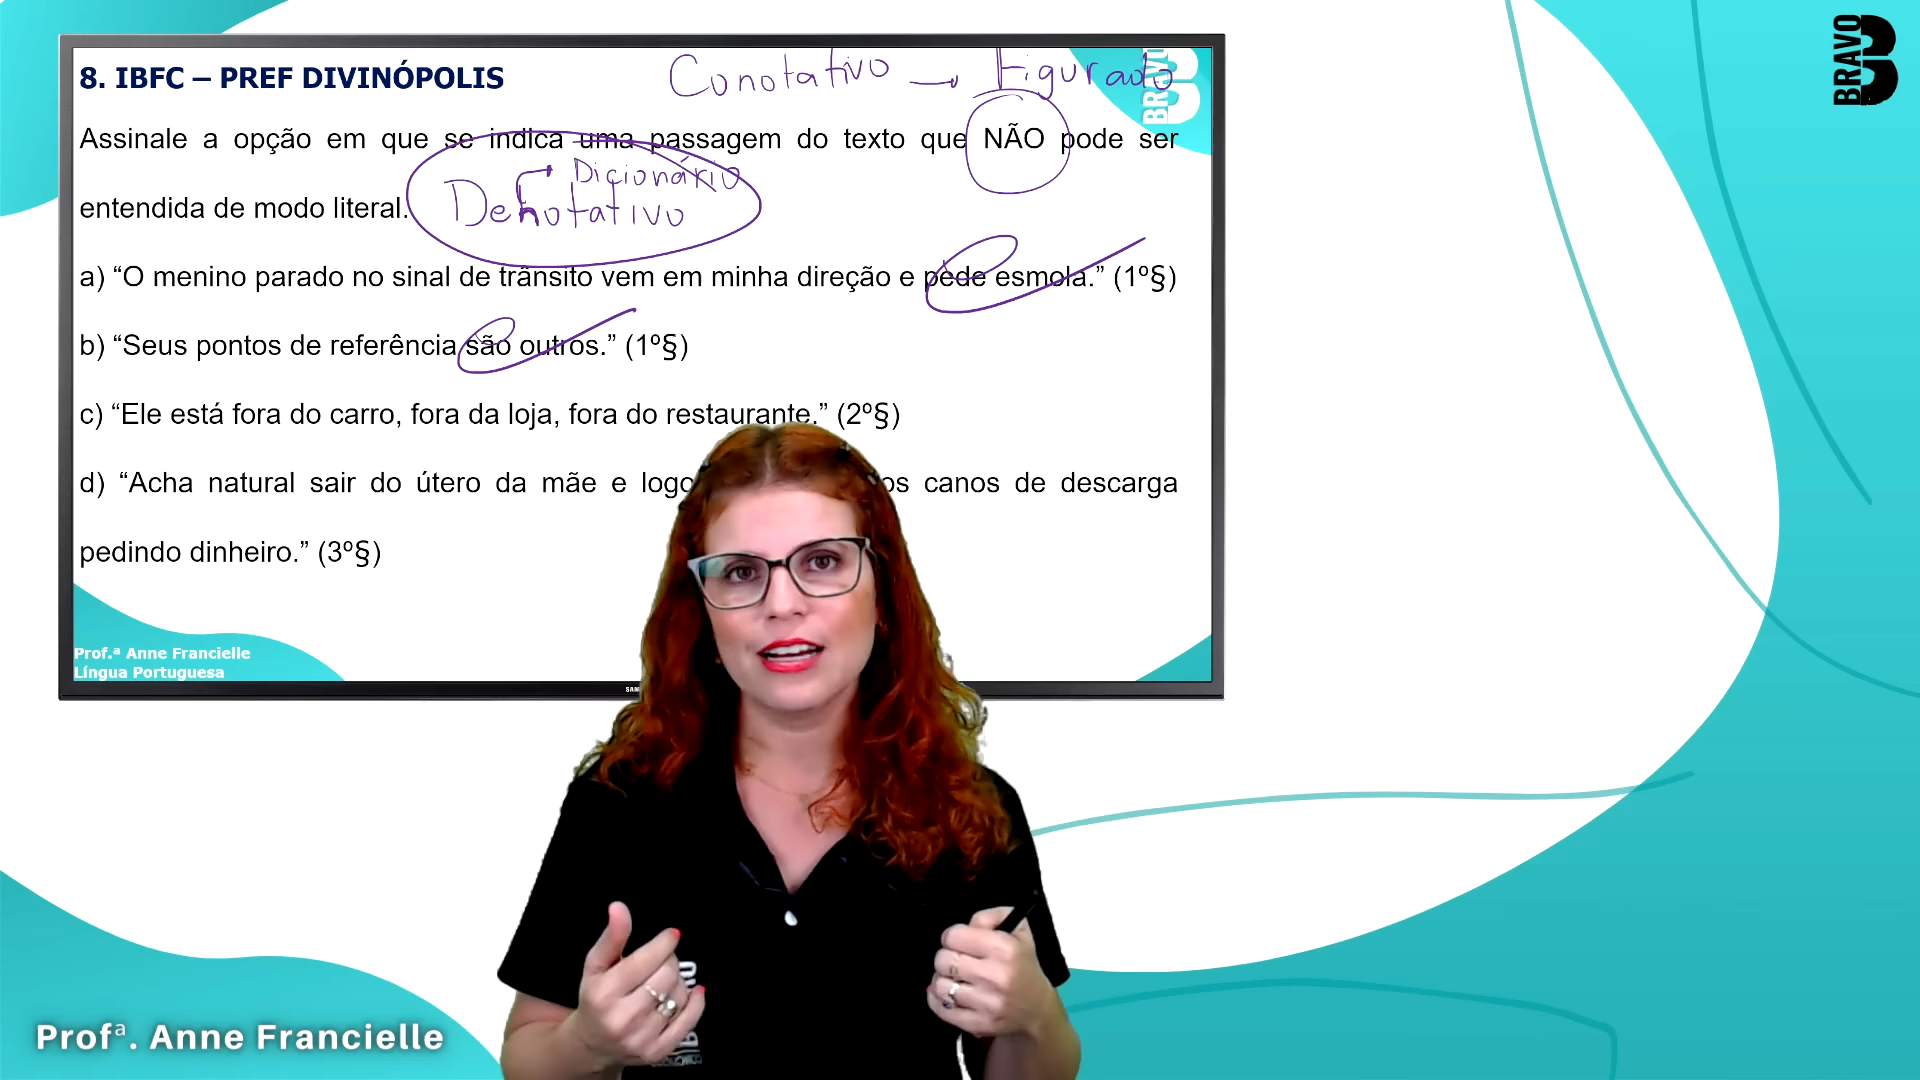 8. IBFC – PREF DIVINÓPOLIS
Conotativo → Figurado
BRAVO
Assinale a opção em que se indica uma passagem do texto que NÃO pode ser
Dicionário
entendida de modo literal. Denotativo
a) “O menino parado no sinal de trânsito vem em minha direção e pede esmola.” (1º§)
b) “Seus pontos de referência são outros.” (1º§)
c) “Ele está fora do carro, fora da loja, fora do restaurante.” (2º§)
d) “Acha natural sair do útero da mãe e logo os canos de descarga
pedindo dinheiro.” (3º§)
Prof.ª Anne Francielle
Língua Portuguesa
BRAVO
Profª. Anne Francielle